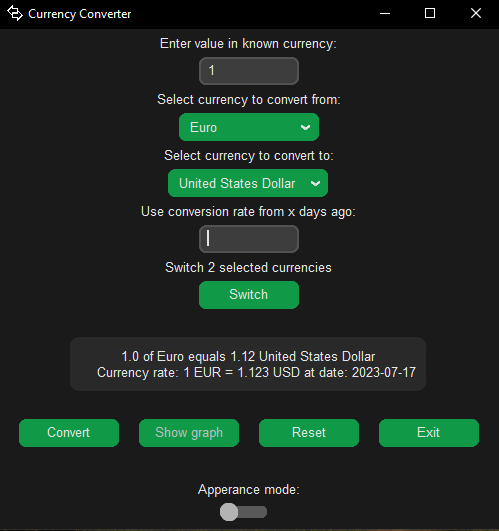 Currency Converter
Enter value in known currency:
1
Select currency to convert from:
Euro
Select currency to convert to:
United States Dollar
Use conversion rate from x days ago:
Switch 2 selected currencies
Switch
1.0 of Euro equals 1.12 United States Dollar
Currency rate: 1 EUR = 1.123 USD at date: 2023-07-17
Convert Show graph Reset Exit
Apperance mode: